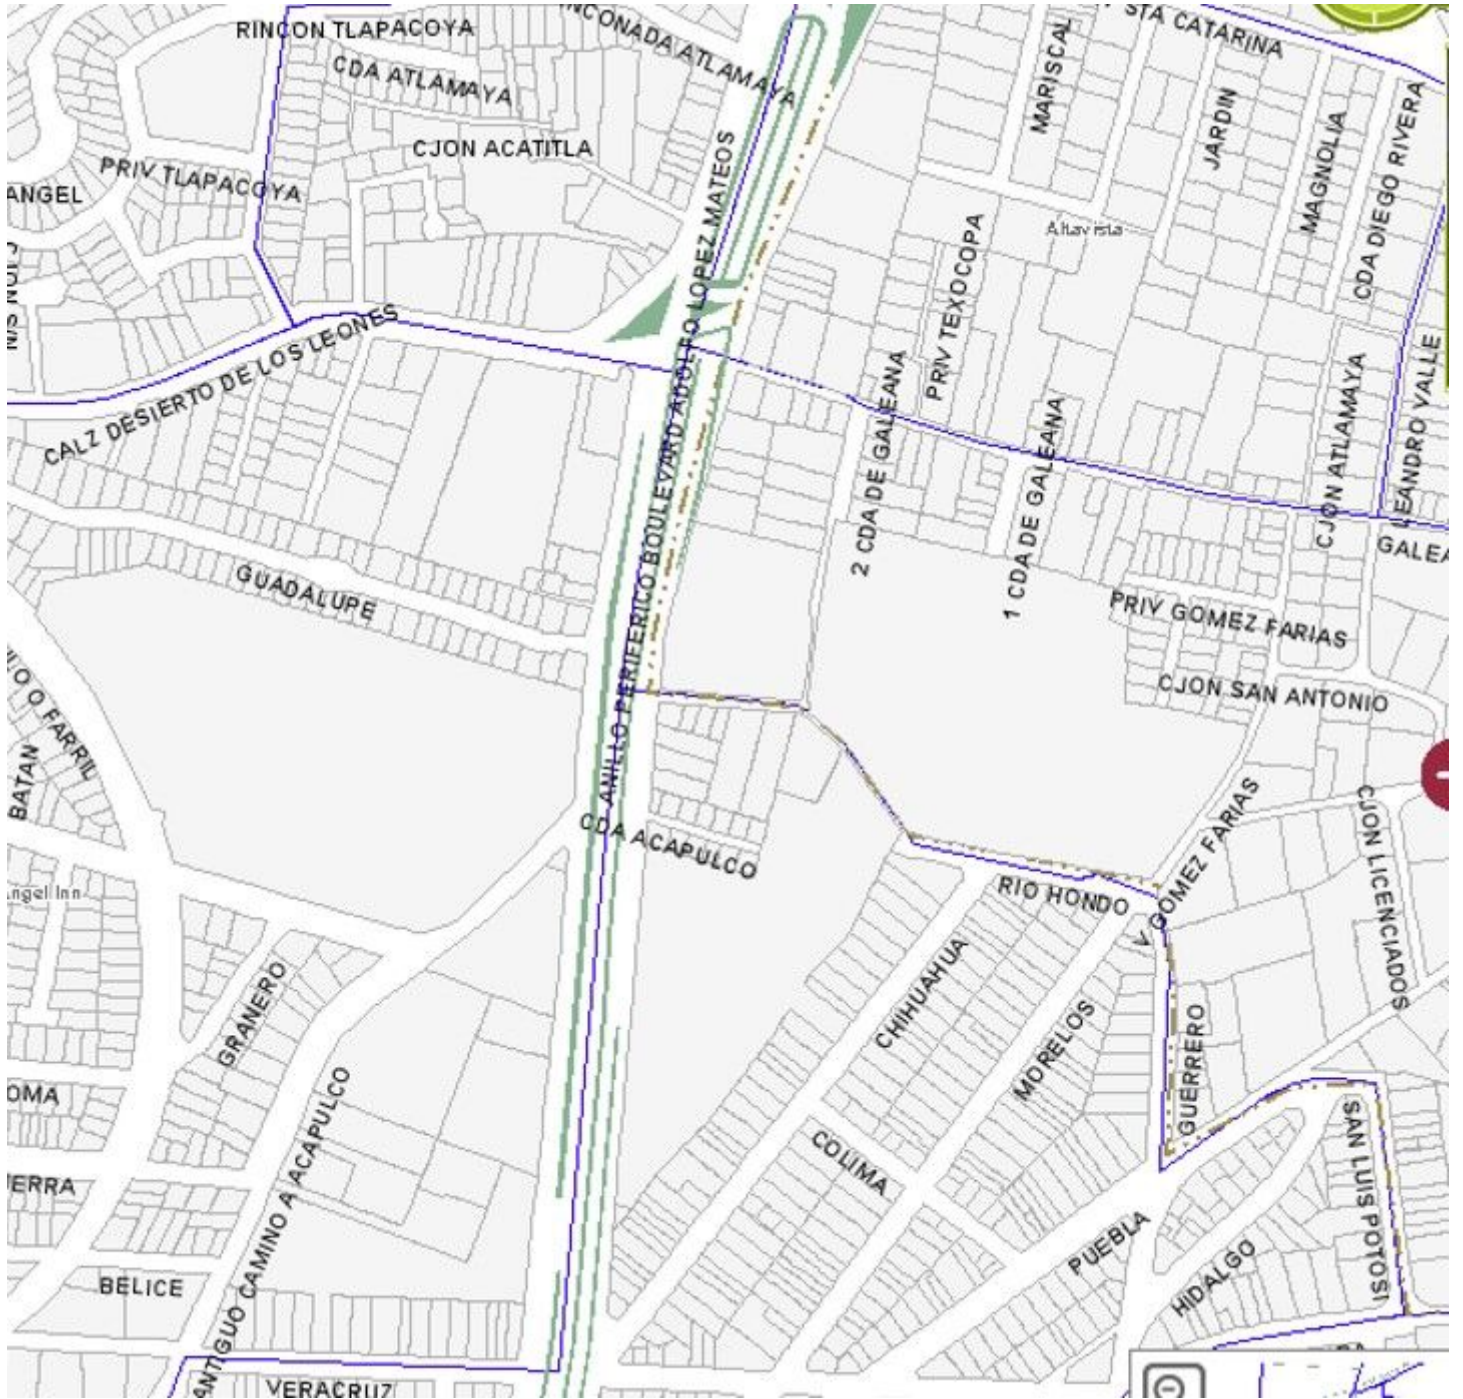 RINCON TLAPACOYA
INCONADA ATLAMAYA
STA CATARINA
CDA ATLAMAYA
MARISCAL
JARDIN
MAGNOLIA
CDA DIEGO RIVERA
CJON ACATITLA
PRIV TLAPACOYA
ANGEL
Altavista
PRIV TEXOCOPA
CALZ DESIERTO DE LOS LEONES
ANILLO PERIFERICO BOULEVARD ADOLFO LOPEZ MATEOS
2 CDA DE GALEANA
1 CDA DE GALEANA
CJON ATLAMAYA
LEANDRO VALLE
GALEA
GUADALUPE
PRIV GOMEZ FARIAS
CJON SAN ANTONIO
O FARRIL
BATAN
CDA ACAPULCO
V GOMEZ FARIAS
CJON LICENCIADOS
ngel Inn
RIO HONDO
GRANERO
CHIHUAHUA
MORELOS
GUERRERO
OMA
ANTIGUO CAMINO A ACAPULCO
COLIMA
SAN LUIS POTOSI
ERRA
PUEBLA
HIDALGO
BELICE
VERACRUZ